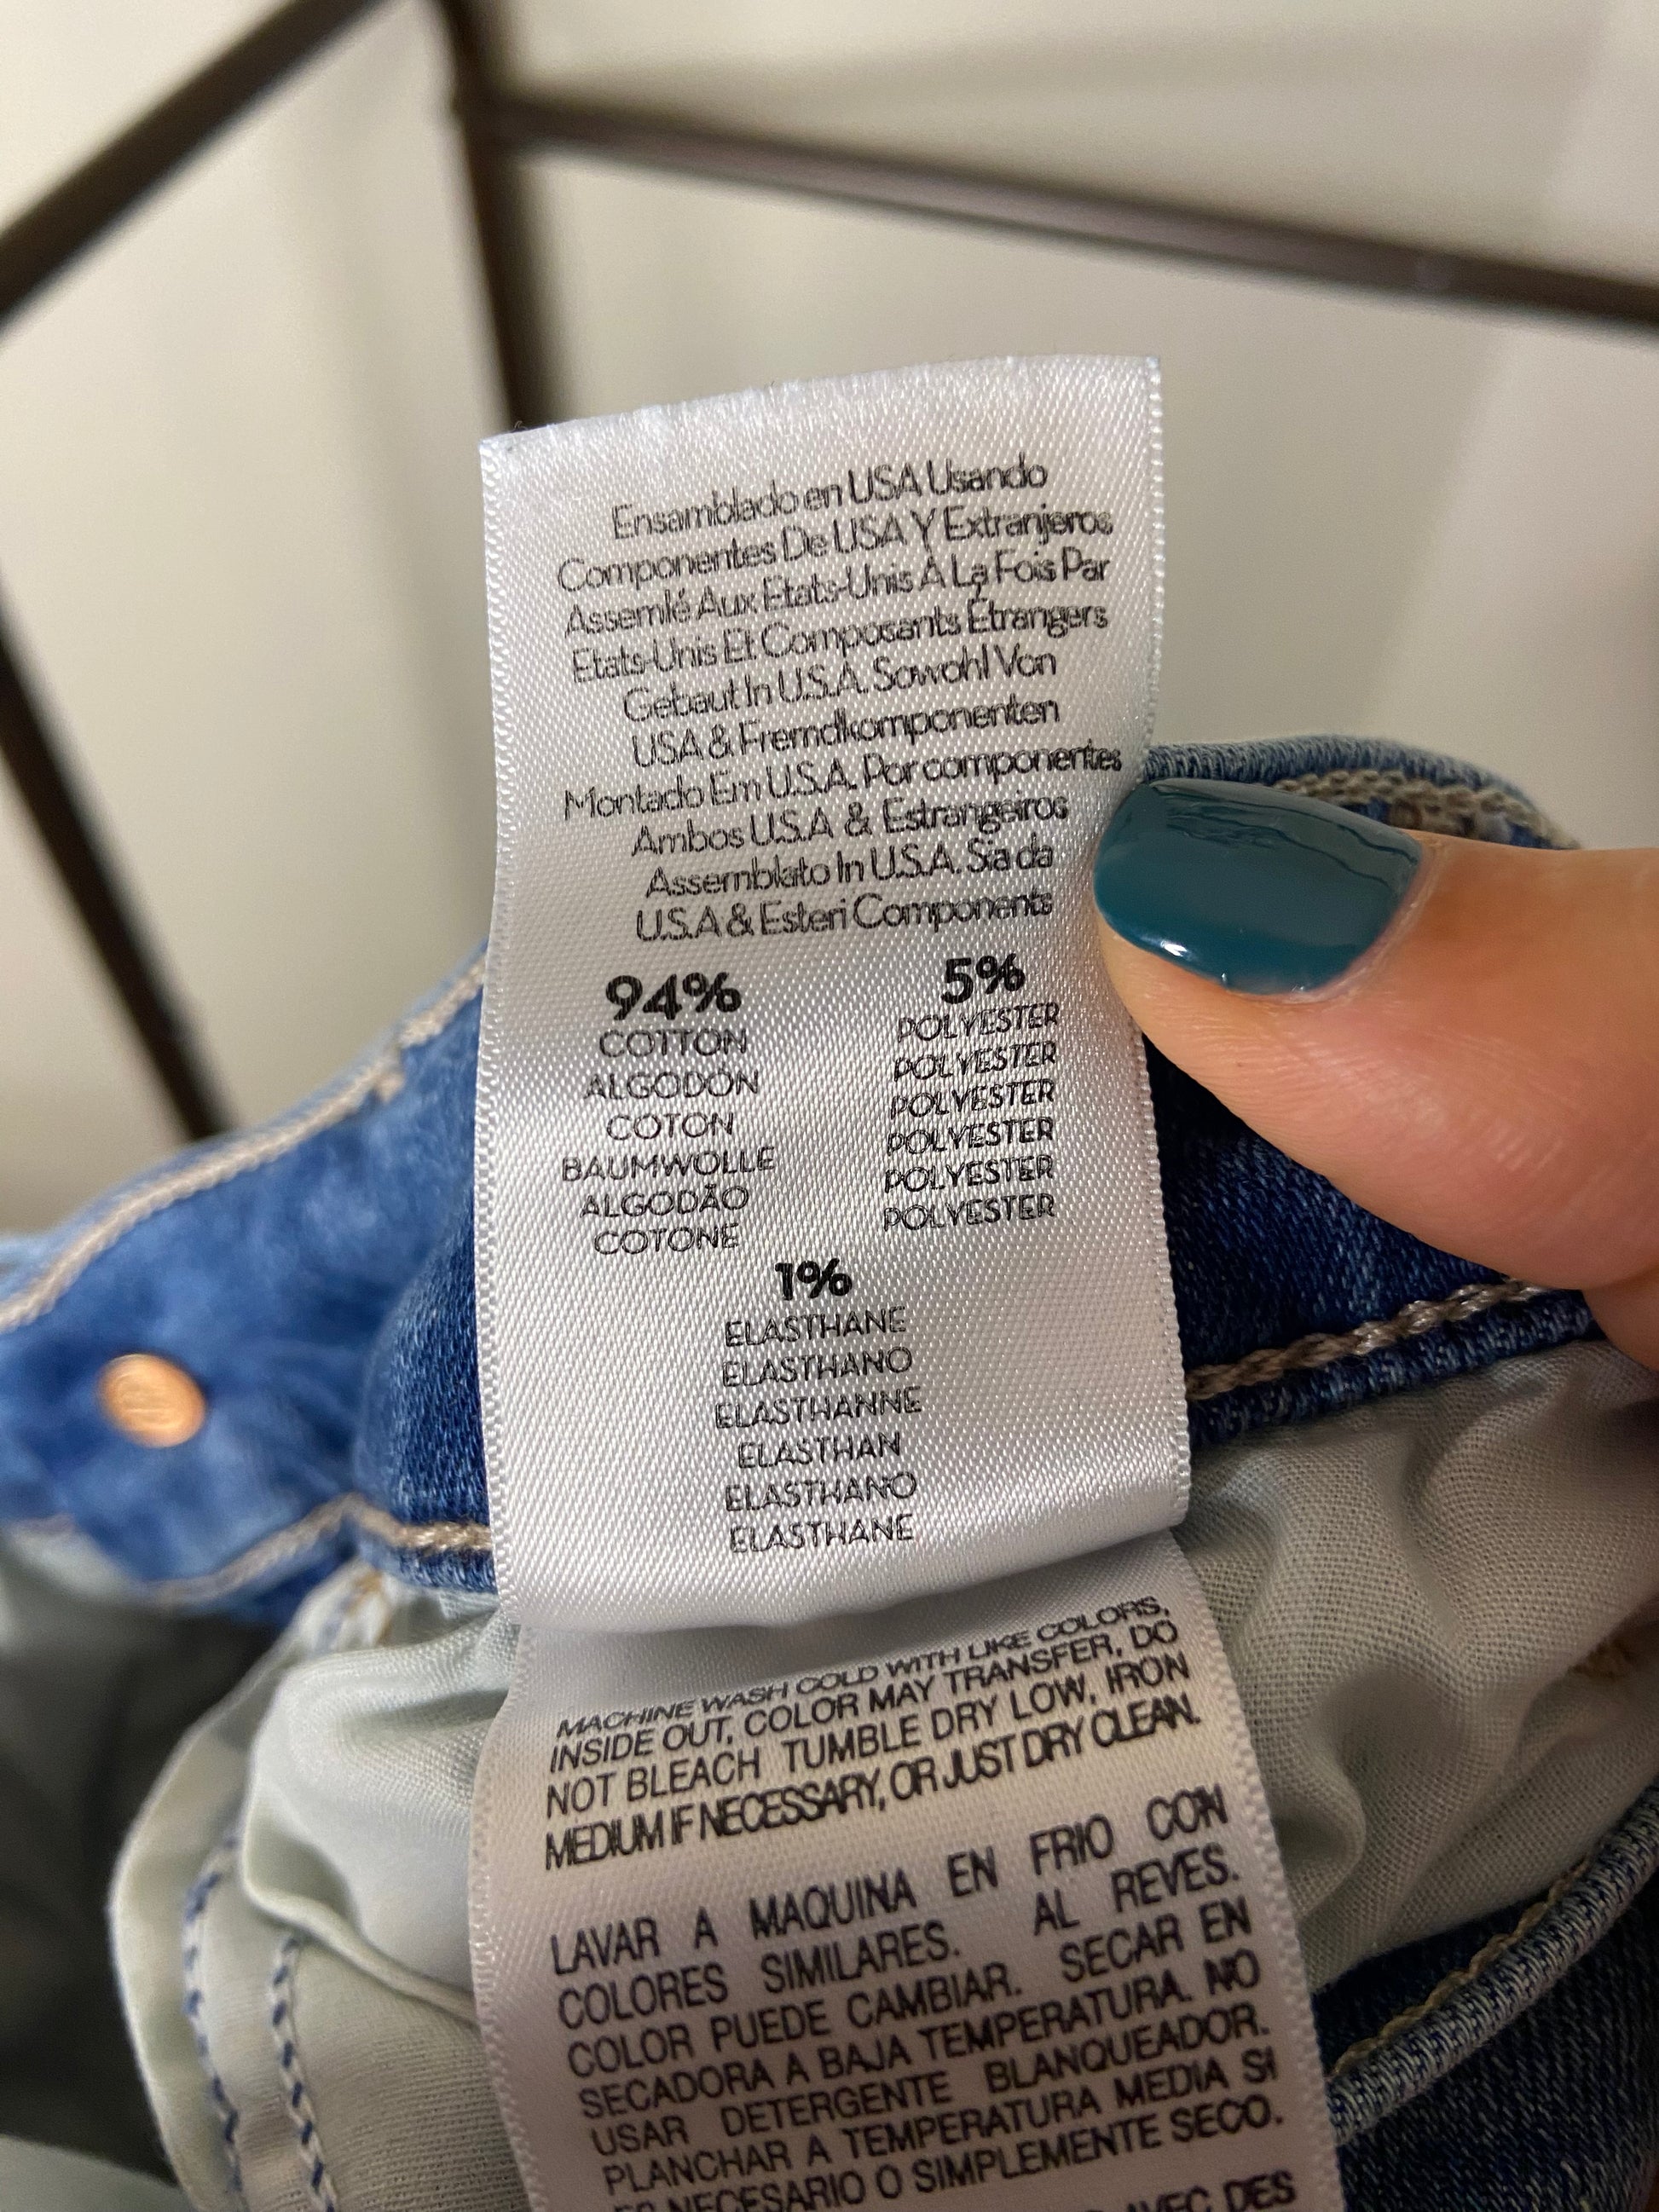 Ensamblado en USA Usando
Componentes De USA Y Extranjeros
Assemlé Aux Etats-Unis À La Fois Par
Etats-Unis Et Composants Étrangers
Gebaut In U.S.A. Sowohl Von
USA & Fremdkomponenten
Montado Em U.S.A. Por componentes
Ambos U.S.A & Estrangeiros
Assemblato In U.S.A. Sia da
U.S.A & Esteri Components
94%
COTTON
ALGODÓN
COTON
BAUMWOLLE
ALGODÃO
COTONE
5%
POLYESTER
POLYESTER
POLYESTER
POLYESTER
POLYESTER
POLYESTER
1%
ELASTHANE
ELASTHANO
ELASTHANNE
ELASTHAN
ELASTHANO
ELASTHANE
MACHINE WASH COLD WITH LIKE COLORS,
INSIDE OUT, COLOR MAY TRANSFER, DO
NOT BLEACH TUMBLE DRY LOW, IRON
MEDIUM IF NECESSARY, OR JUST DRY CLEAN.
LAVAR A MAQUINA EN FRIO CON
COLORES SIMILARES. AL REVES.
COLOR PUEDE CAMBIAR. SECAR EN
SECADORA A BAJA TEMPERATURA. NO
USAR DETERGENTE BLANQUEADOR.
PLANCHAR A TEMPERATURA MEDIA SI
ES NECESARIO O SIMPLEMENTE SECO.
AVEC DES